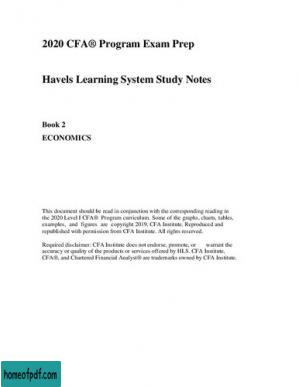 2020 CFA® Program Exam Prep
Havels Learning System Study Notes
Book 2
ECONOMICS
This document should be read in conjunction with the corresponding reading in
the 2020 Level I CFA® Program curriculum. Some of the graphs, charts, tables,
examples, and figures are copyright 2019, CFA Institute. Reproduced and
republished with permission from CFA Institute. All rights reserved.
Required disclaimer: CFA Institute does not endorse, promote, or warrant the
accuracy or quality of the products or services offered by HLS. CFA Institute,
CFA®, and Chartered Financial Analyst® are trademarks owned by CFA Institute.
homeofpdf.com